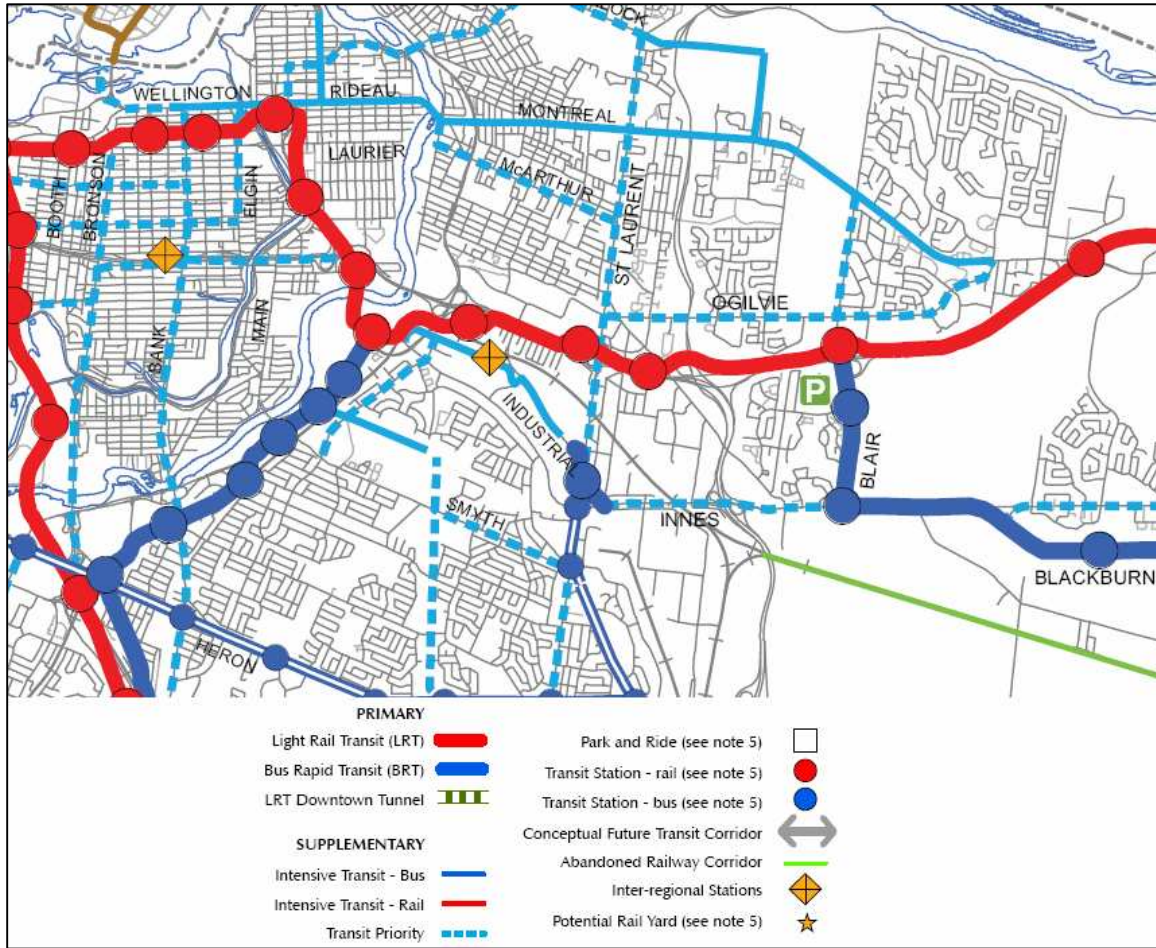 OCK
WELLINGTON
RIDEAU
MONTREAL
LAURIER
McARTHUR
ST LAURENT
BOOTH
BRONSON
ELGIN
OGILVIE
MAIN
BANK
P
INDUSTRIAL
BLAIR
SMYTH
INNES
BLACKBURN
HERON
PRIMARY
Light Rail Transit (LRT)
Bus Rapid Transit (BRT)
LRT Downtown Tunnel
SUPPLEMENTARY
Intensive Transit - Bus
Intensive Transit - Rail
Transit Priority
Park and Ride (see note 5)
Transit Station - rail (see note 5)
Transit Station - bus (see note 5)
Conceptual Future Transit Corridor
Abandoned Railway Corridor
Inter-regional Stations
Potential Rail Yard (see note 5)